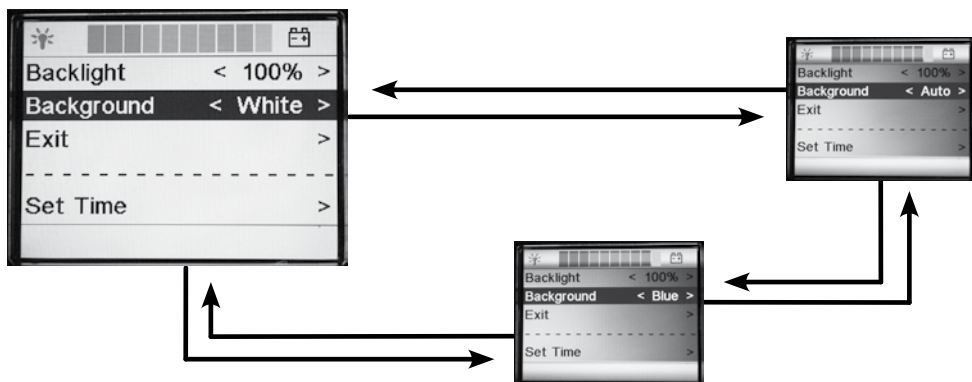 Backlight < 100% >
Background < White >
Exit >
Set Time >
Backlight < 100% >
Background < Auto >
Exit >
Set Time >
Backlight < 100% >
Background < Blue >
Exit >
Set Time >